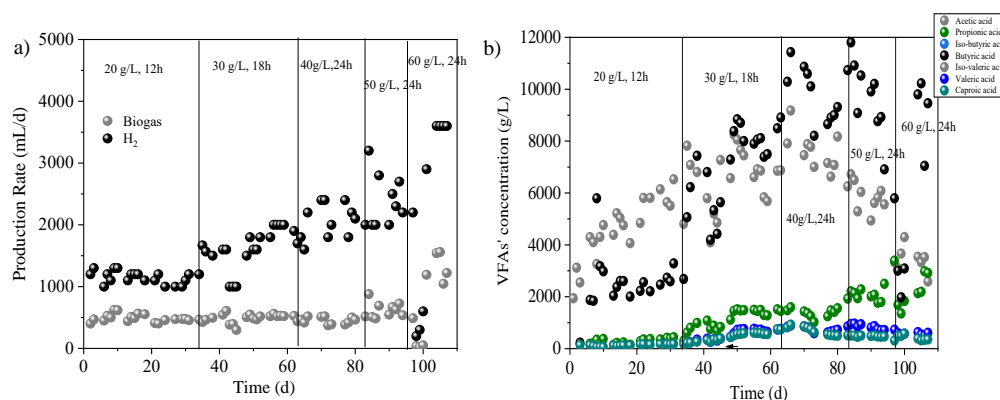 a)
Production Rate (mL/d)
5000
4000
3000
2000
1000
0
20 g/L, 12h
30 g/L, 18h
40g/L,24h
50 g/L, 24h
60 g/L, 24h
Biogas
H2
0 20 40 60 80 100
Time (d)
b)
VFAs' concentration (g/L)
12000
10000
8000
6000
4000
2000
0
20 g/L, 12h
30 g/L, 18h
40g/L,24h
50 g/L, 24h
60 g/L, 24h
Acetic acid
Propionic acid
Iso-butyric ac
Butyric acid
Iso-valeric ac
Valeric acid
Caproic acid
0 20 40 60 80 100
Time (d)